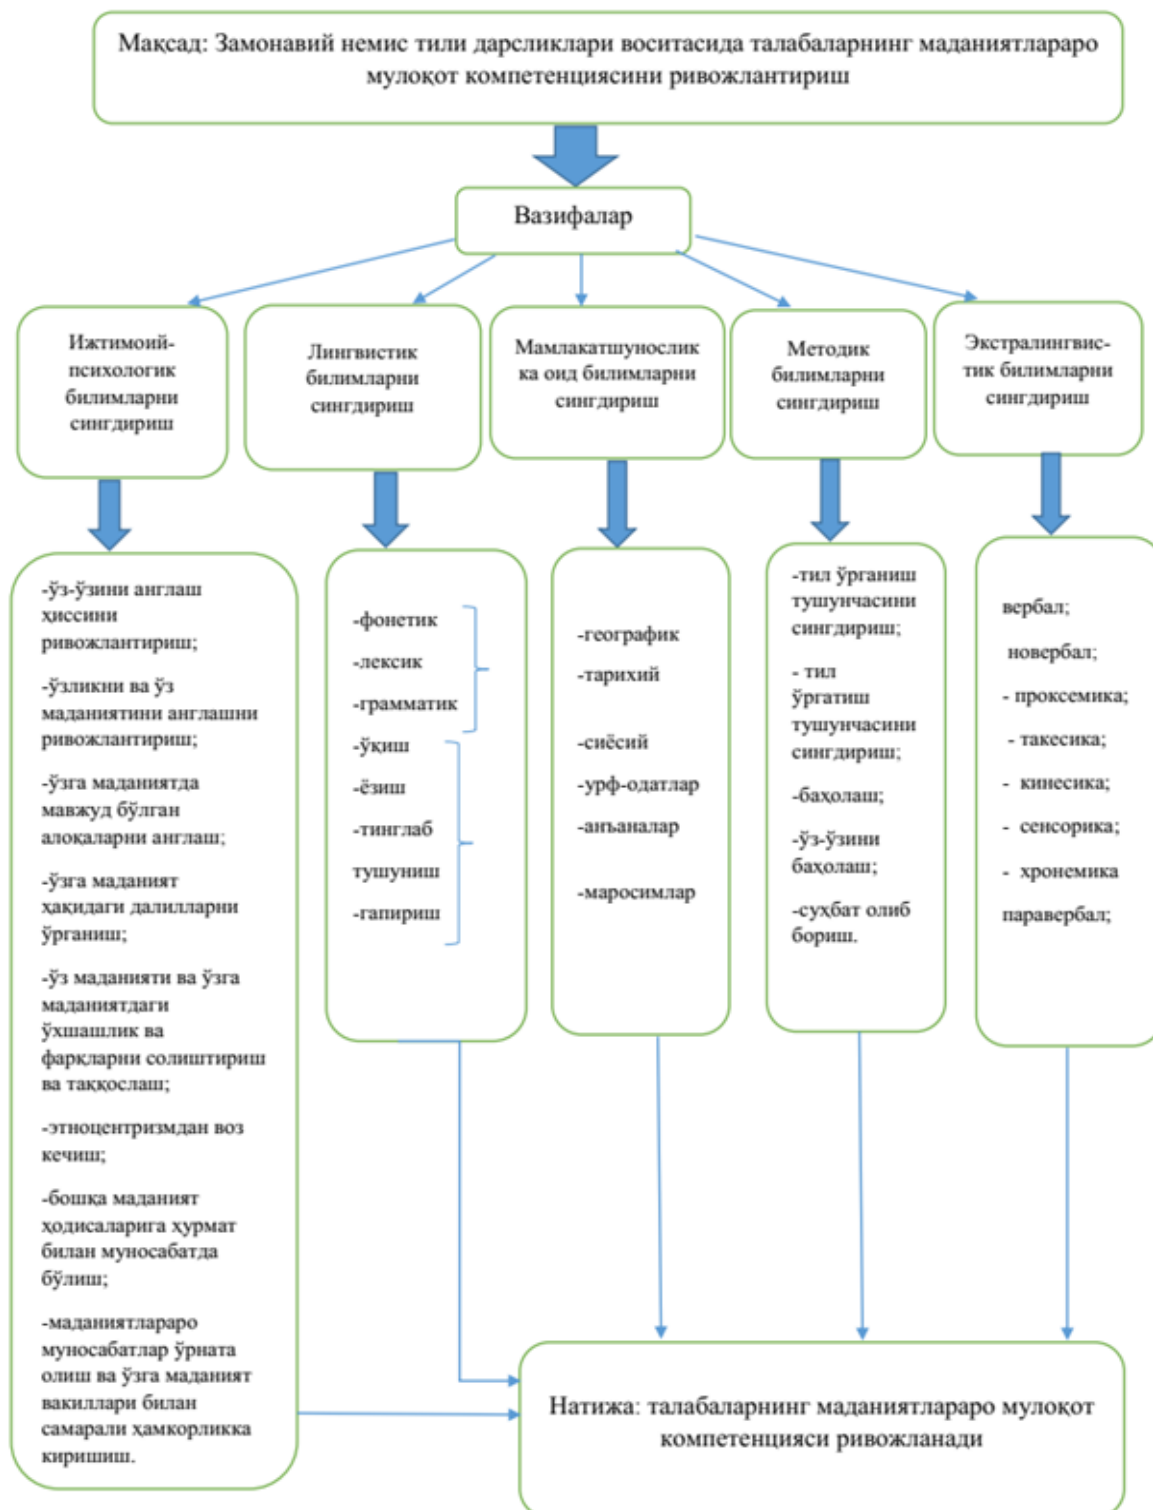 Мақсад: Замонавий немис тили дарсликлари воситасида талабаларнинг маданиятлараро
мулоқот компетенциясини ривожлантириш
Вазифалар
Ижтимоий-
психологик
билимларни
сингдириш
Лингвистик
билимларни
сингдириш
Мамлакатшунослик
ка оид билимларни
сингдириш
Методик
билимларни
сингдириш
Экстралингвис-
тик билимларни
сингдириш
-ўз-ўзини англаш
ҳиссини
ривожлантириш;
-ўзликни ва ўз
маданиятини англашни
ривожлантириш;
-ўзга маданиятда
мавжуд бўлган
алоқаларни англаш;
-ўзга маданият
ҳақидаги далилларни
ўрганиш;
-ўз маданияти ва ўзга
маданиятдаги
ўхшашлик ва
фарқларни солиштириш
ва таққослаш;
-этноцентризмдан воз
кечиш;
-бошқа маданият
ҳодисаларига ҳурмат
билан муносабатда
бўлиш;
-маданиятлараро
муносабатлар ўрната
олиш ва ўзга маданият
вакиллари билан
самарали ҳамкорликка
киришиш.
-фонетик
-лексик
-грамматик
-ўқиш
-ёзиш
-тинглаб
тушуниш
-гапириш
-географик
-тарихий
-сиёсий
-урф-одатлар
-анъаналар
-маросимлар
-тил ўрганиш
тушунчасини
сингдириш;
- тил
ўргатиш
тушунчасини
сингдириш;
-баҳолаш;
-ўз-ўзини
баҳолаш;
-суҳбат олиб
бориш.
вербал;
новербал;
- проксемика;
- такесика;
- кинесика;
- сенсорика;
- хронемика
паравербал;
Натижа: талабаларнинг маданиятлараро мулоқот
компетенцияси ривожланади